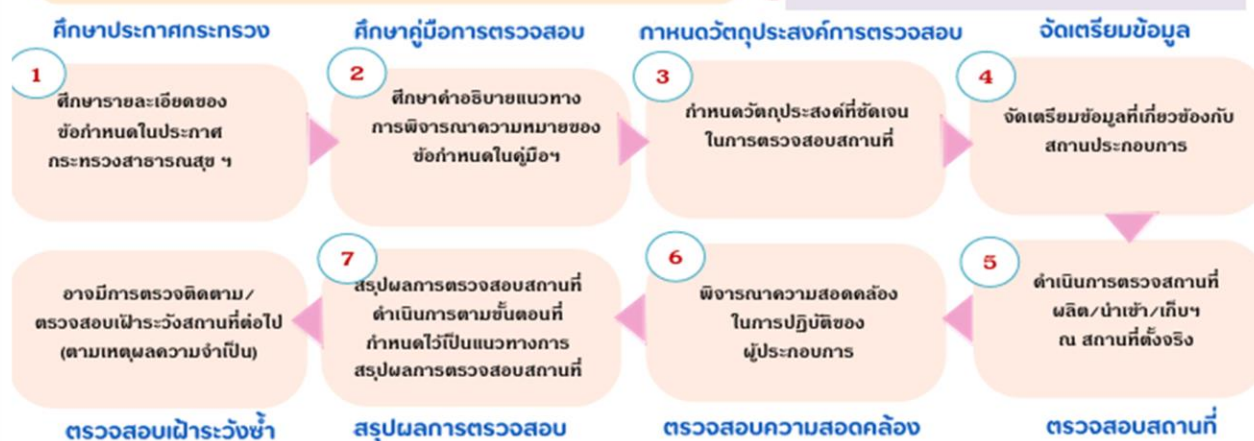 ศึกษาประกาศกระทรวง
ศึกษาคู่มือการตรวจสอบ
กาหนดวัตถุประสงค์การตรวจสอบ
จัดเตรียมข้อมูล
1
ศึกษารายละเอียดของ
ข้อกำหนดในประกาศ
กระทรวงสาธารณสุข ฯ
2
ศึกษาคำอธิบายแนวทาง
การพิจารณาความหมายของ
ข้อกำหนดในคู่มือฯ
3
กำหนดวัตถุประสงค์ที่ชัดเจน
ในการตรวจสอบสถานที่
4
จัดเตรียมข้อมูลที่เกี่ยวข้องกับ
สถานประกอบการ
5
ดำเนินการตรวจสถานที่
ผลิต/นำเข้า/เก็บฯ
ณ สถานที่ตั้งจริง
ตรวจสอบสถานที่
6
พิจารณาความสอดคล้อง
ในการปฏิบัติของ
ผู้ประกอบการ
ตรวจสอบความสอดคล้อง
7
สรุปผลการตรวจสอบสถานที่
ดำเนินการตามขั้นตอนที่
กำหนดไว้เป็นแนวทางการ
สรุปผลการตรวจสอบสถานที่
สรุปผลการตรวจสอบ
อาจมีการตรวจติดตาม/
ตรวจสอบเฝ้าระวังสถานที่ต่อไป
(ตามเหตุผลความจำเป็น)
ตรวจสอบเฝ้าระวังซ้ำ